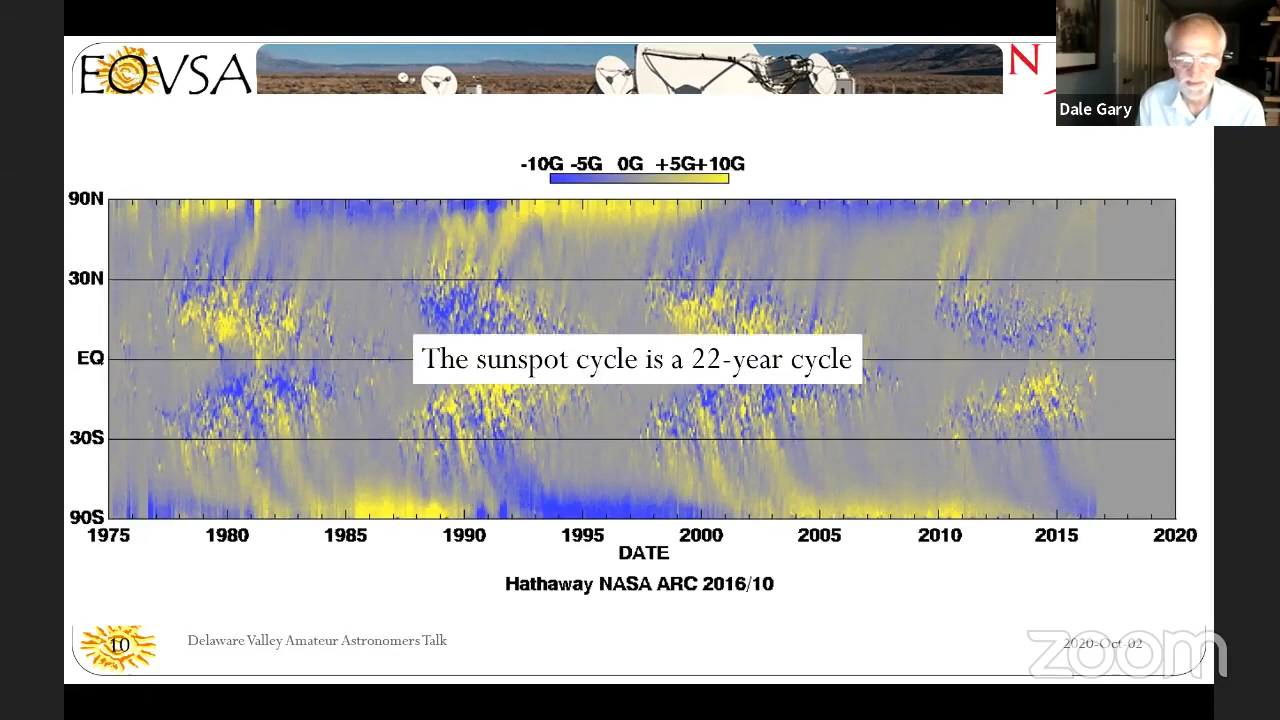 EOVSA
N
Dale Gary
-10G -5G 0G +5G+10G
90N
30N
EQ
The sunspot cycle is a 22-year cycle
30S
90S
1975 1980 1985 1990 1995 2000 2005 2010 2015 2020
DATE
Hathaway NASA ARC 2016/10
10
Delaware Valley Amateur Astronomers Talk
2020-Oct-02
zoom